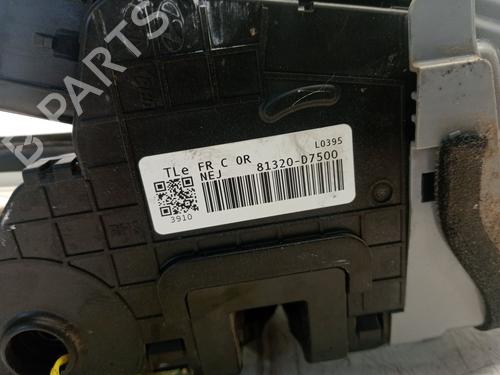 B PARTS
TLe FR C 0R L0395
NEJ 81320-D7500
3910